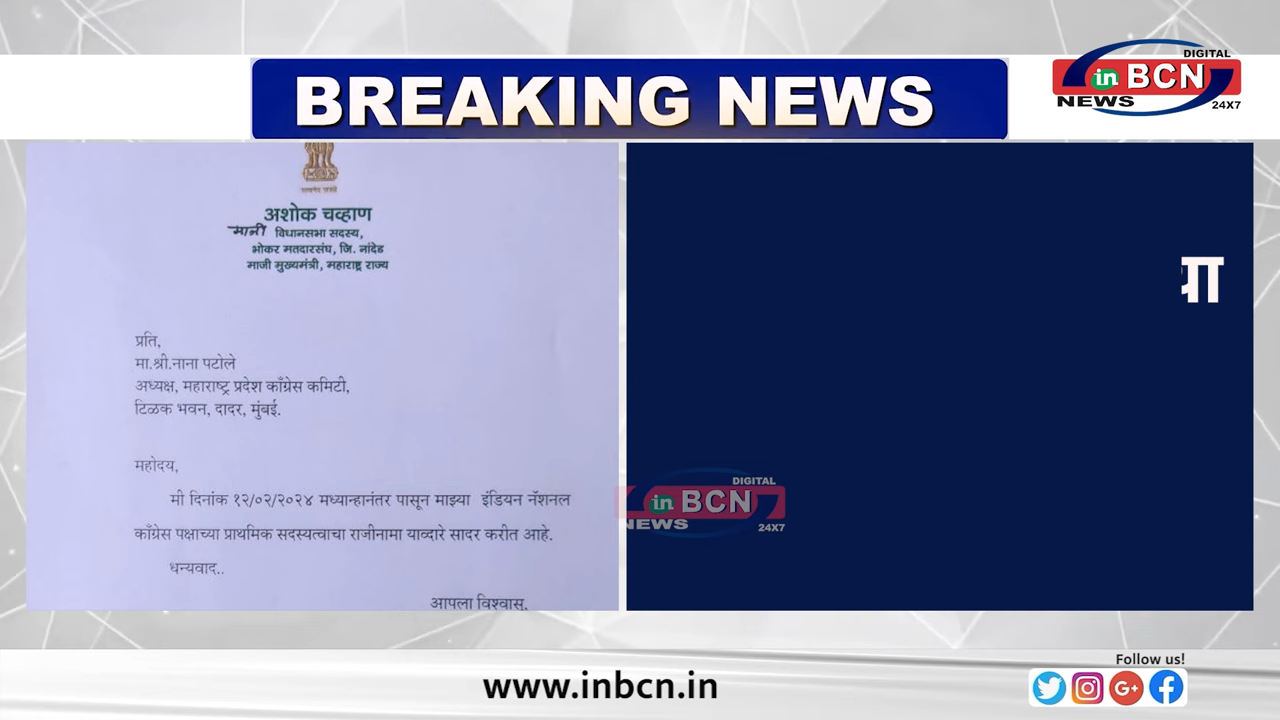 BREAKING NEWS
DIGITAL
in BCN
NEWS
24X7
अशोक चव्हाण
माजी विधानसभा सदस्य,
भोकर मतदारसंघ, जि. नांदेड
माजी मुख्यमंत्री, महाराष्ट्र राज्य
प्रति,
मा.श्री.नाना पटोले
अध्यक्ष, महाराष्ट्र प्रदेश काँग्रेस कमिटी,
टिळक भवन, दादर, मुंबई.
महोदय,
मी दिनांक १२/०२/२०२४ मध्यान्हानंतर पासून माझ्या इंडियन नॅशनल
काँग्रेस पक्षाच्या प्राथमिक सदस्यत्वाचा राजीनामा याव्दारे सादर करीत आहे.
धन्यवाद..
आपला विश्वासू,
DIGITAL
in BCN
NEWS
24X7
www.inbcn.in
Follow us!